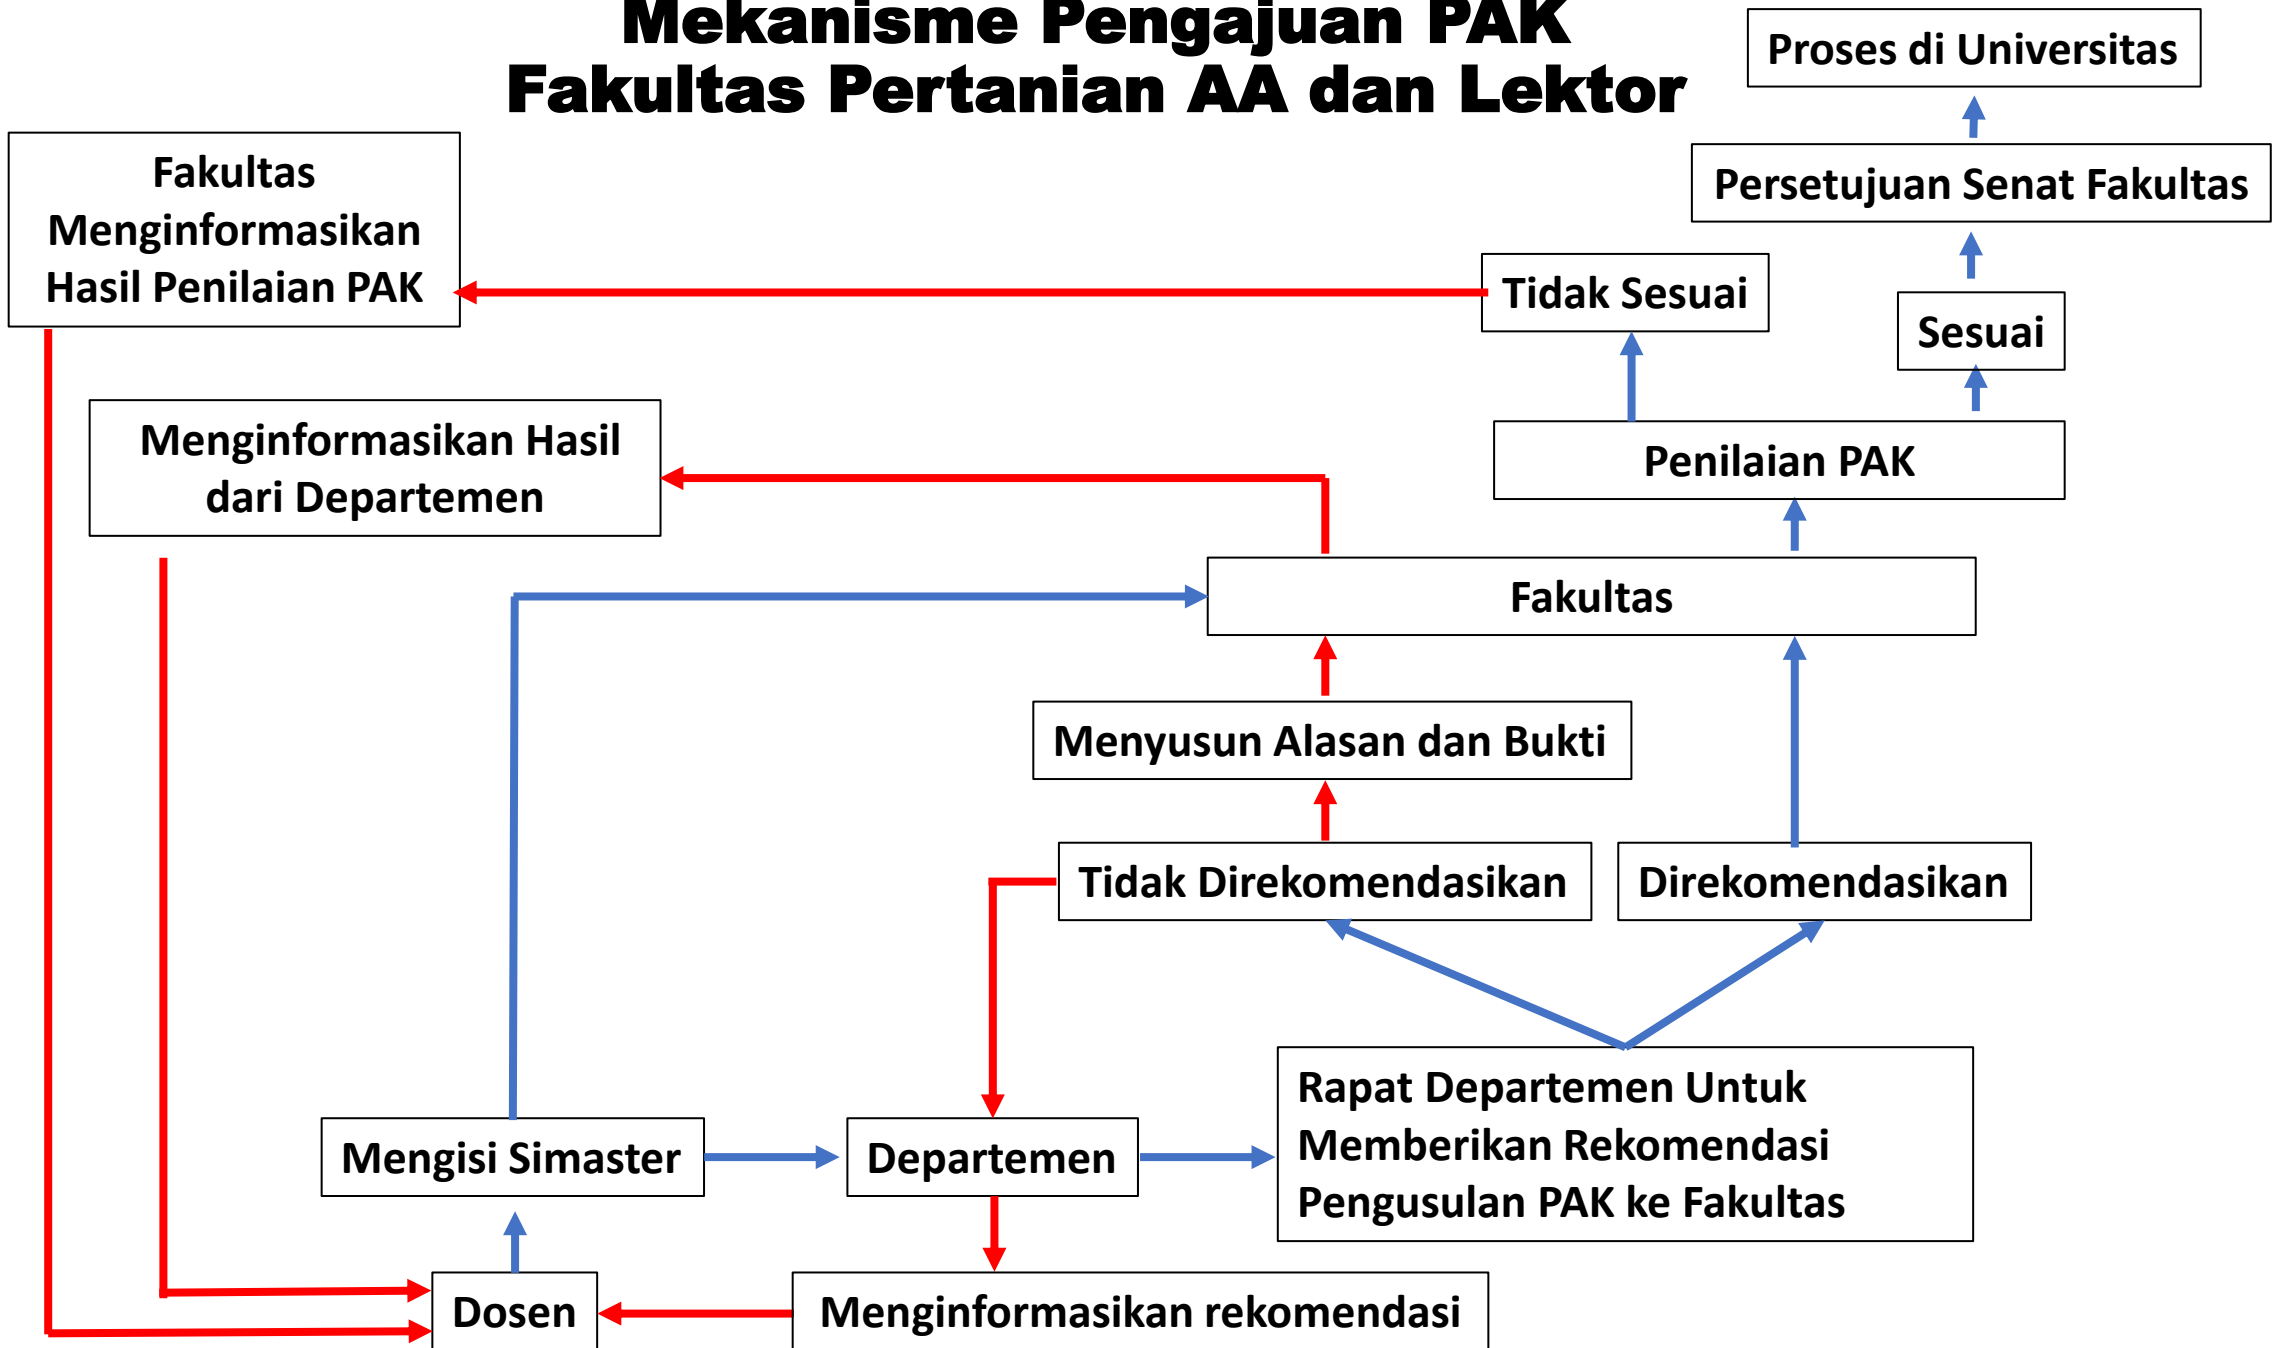 Mekanisme Pengajuan PAK
Fakultas Pertanian AA dan Lektor
Proses di Universitas
Persetujuan Senat Fakultas
Fakultas
Menginformasikan
Hasil Penilaian PAK
Tidak Sesuai
Sesuai
Menginformasikan Hasil
dari Departemen
Penilaian PAK
Fakultas
Menyusun Alasan dan Bukti
Tidak Direkomendasikan
Direkomendasikan
Rapat Departemen Untuk
Memberikan Rekomendasi
Pengusulan PAK ke Fakultas
Mengisi Simaster
Departemen
Dosen
Menginformasikan rekomendasi